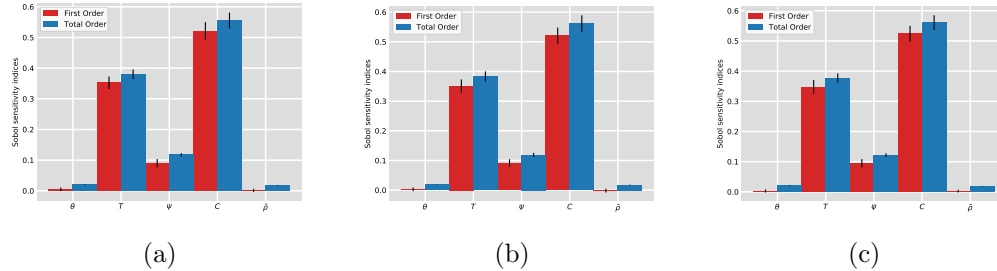 0.6
0.5
0.4
0.3
0.2
0.1
0.0
Sobol sensitivity indices
First Order
Total Order
θ T ψ C ρ̄
(a)
0.6
0.5
0.4
0.3
0.2
0.1
0.0
Sobol sensitivity indices
First Order
Total Order
θ T ψ C ρ̄
(b)
0.6
0.5
0.4
0.3
0.2
0.1
0.0
Sobol sensitivity indices
First Order
Total Order
θ T ψ C ρ̄
(c)